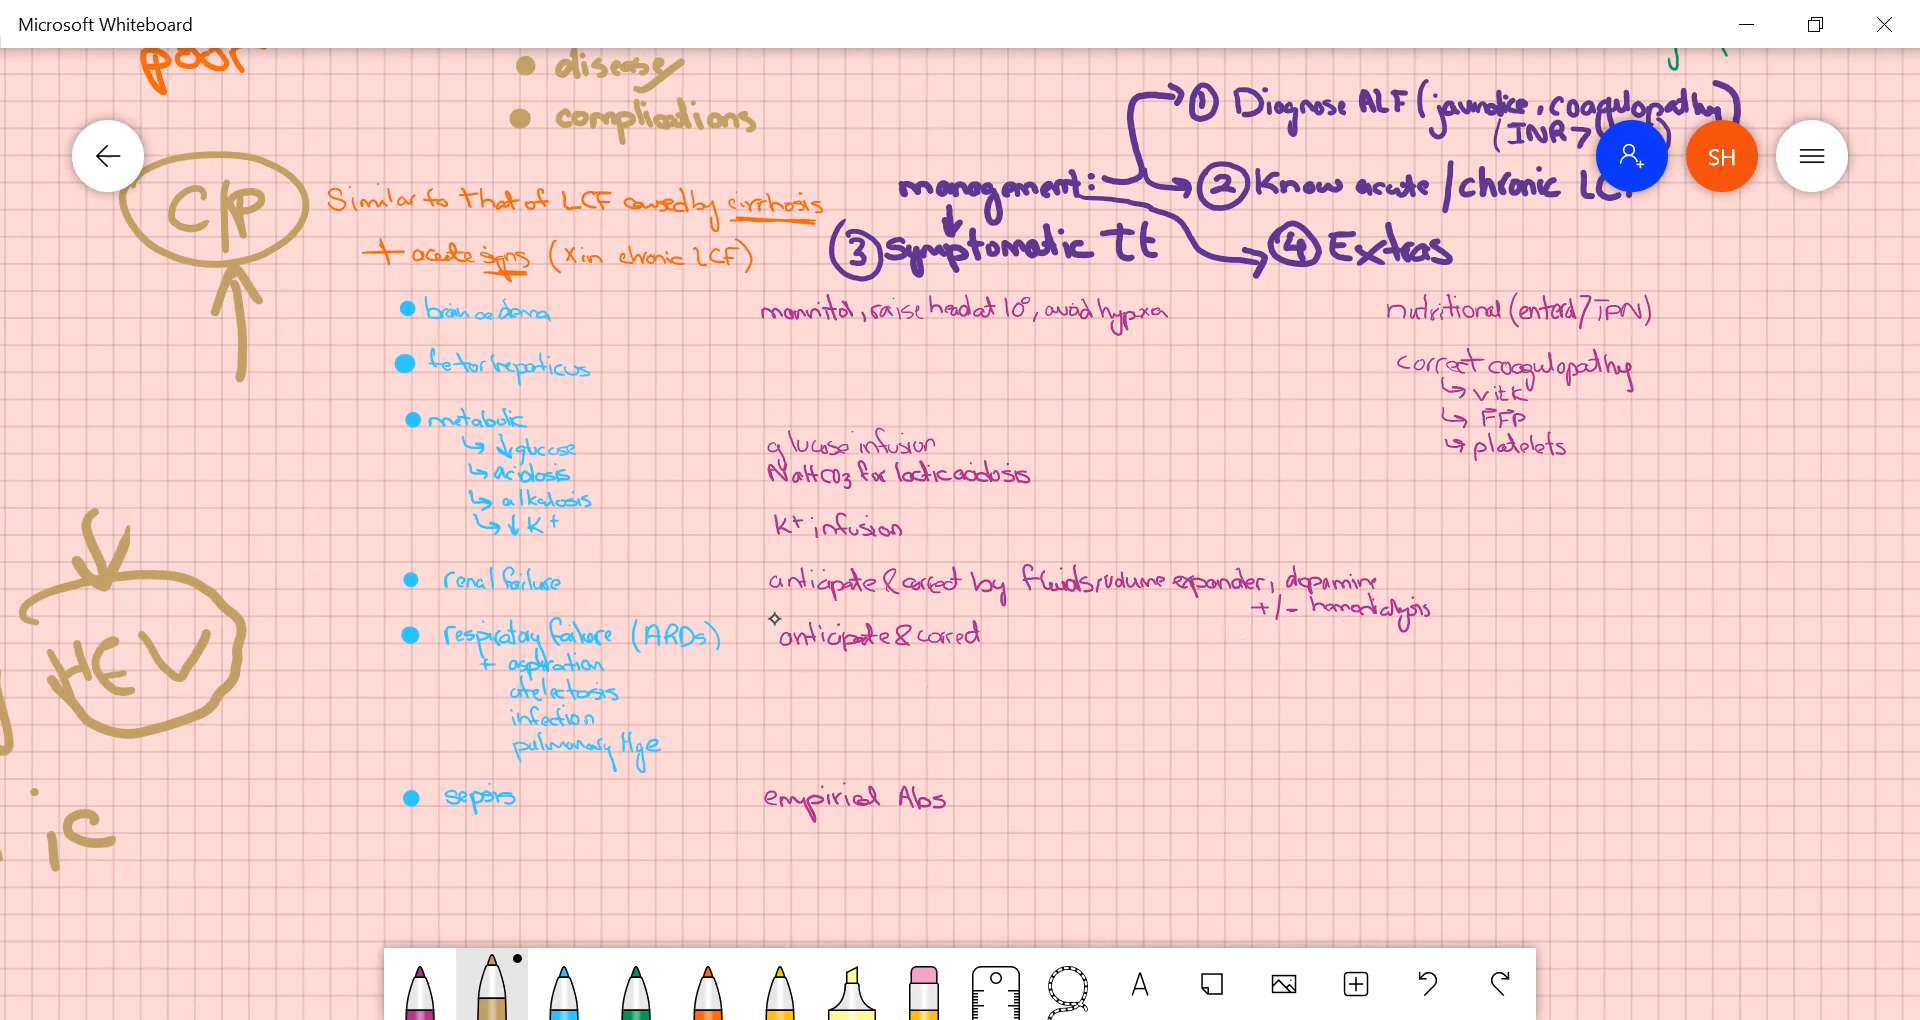 Microsoft Whiteboard
poor
disease
complications
① Diagnose ALF (jaundice, coagulopathy)
(INR >
SH
management:
② Know acute / chronic
③ symptomatic Tt
④ Extras
C/P
Similar to that of LCF caused by cirrhosis
+ acute signs (X in chronic LCF)
brain oedema
mannitol, raise head at 10°, avoid hypxa
nutritional (enteral / TPN)
fetor hepaticus
correct coagulopathy
↳ vit K
↳ FFP
↳ platelets
metabolic
↳ ↓ glucose
glucose infusion
↳ acidosis
NaHCO3 for lactic acidosis
↳ alkalosis
↳ ↓ K+
K+ infusion
HEV
renal failure
anticipate & correct by fluids, volume expander, dopamine
+/- hemodialysis
respiratory failure (ARDs)
anticipate & correct
+ aspiration
atelectasis
infection
pulmonary Hge
sepsis
empirical Abs
ic
A